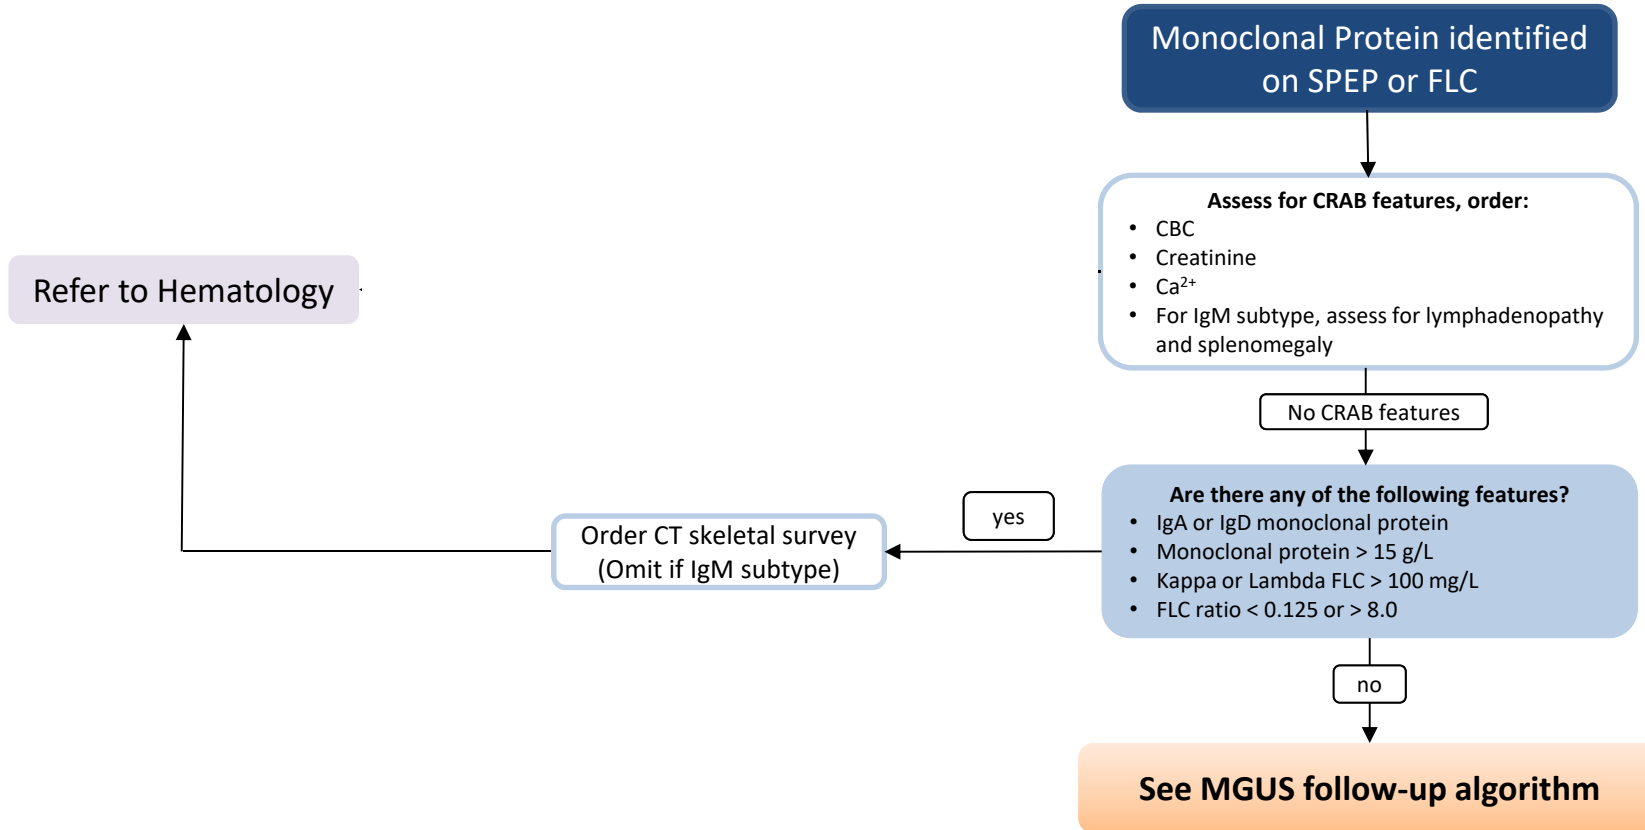 Monoclonal Protein identified
on SPEP or FLC
Assess for CRAB features, order:
• CBC
• Creatinine
• Ca²⁺
• For IgM subtype, assess for lymphadenopathy
and splenomegaly
Refer to Hematology
No CRAB features
Are there any of the following features?
• IgA or IgD monoclonal protein
• Monoclonal protein > 15 g/L
• Kappa or Lambda FLC > 100 mg/L
• FLC ratio < 0.125 or > 8.0
yes
Order CT skeletal survey
(Omit if IgM subtype)
no
See MGUS follow-up algorithm